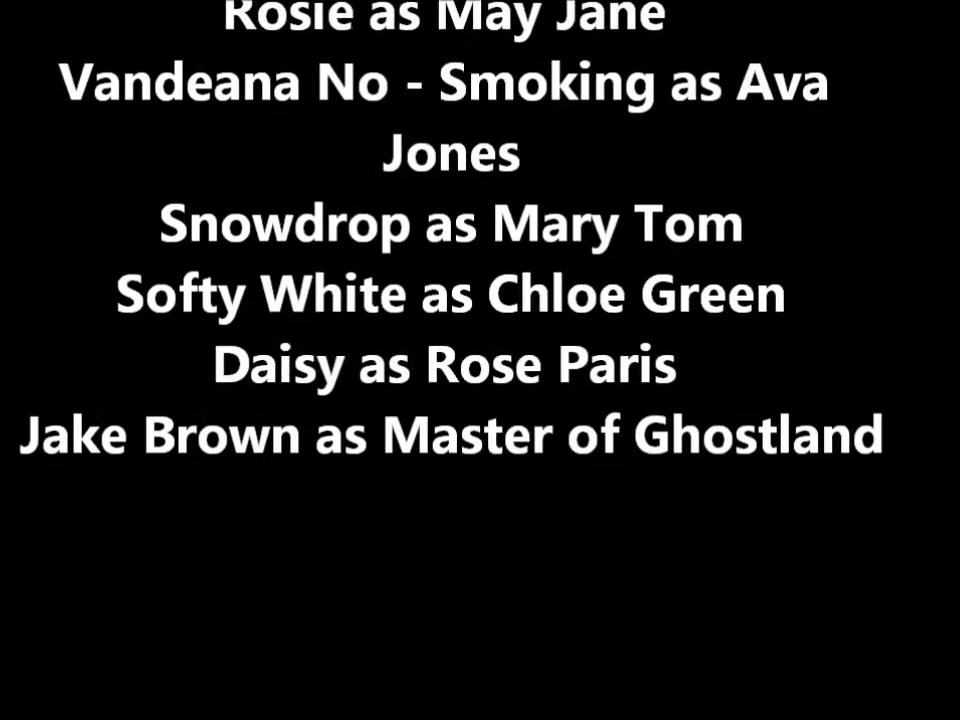 Rosie as May Jane
Vandeana No - Smoking as Ava
Jones
Snowdrop as Mary Tom
Softy White as Chloe Green
Daisy as Rose Paris
Jake Brown as Master of Ghostland